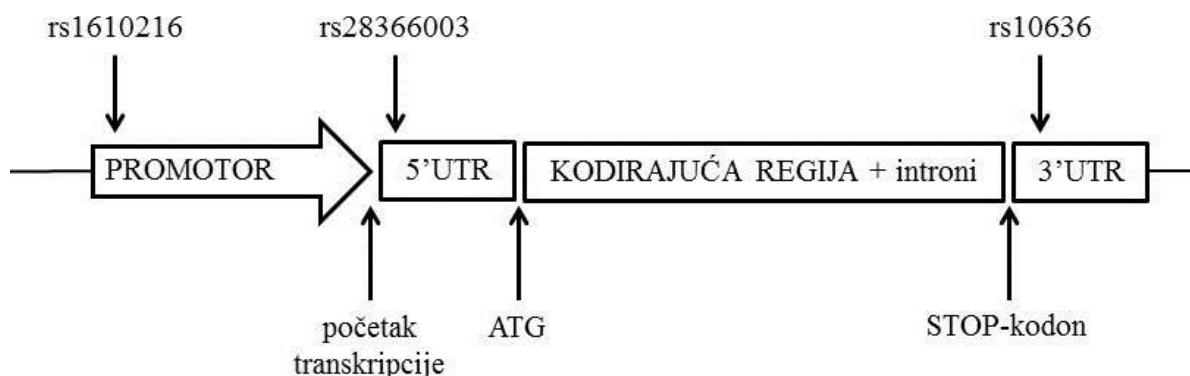 rs1610216 rs28366003 rs10636
PROMOTOR 5’UTR KODIRAJUĆA REGIJA + introni 3’UTR
početak
transkripcije
ATG
STOP-kodon